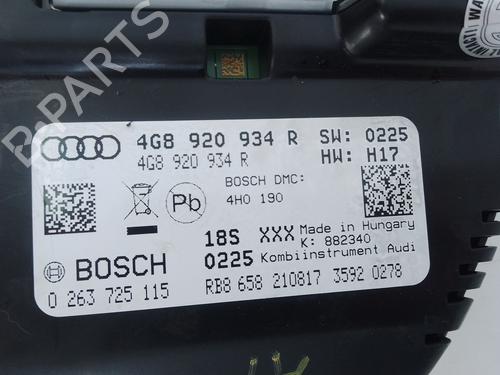 B-PARTS
4G8 920 934 R SW: 0225
4G8 920 934 R HW: H17
BOSCH DMC:
4H0 190
Pb
18S XXX Made in Hungary
K: 882340
BOSCH 0225 Kombiinstrument Audi
0 263 725 115 RB8 658 210817 3592 0278